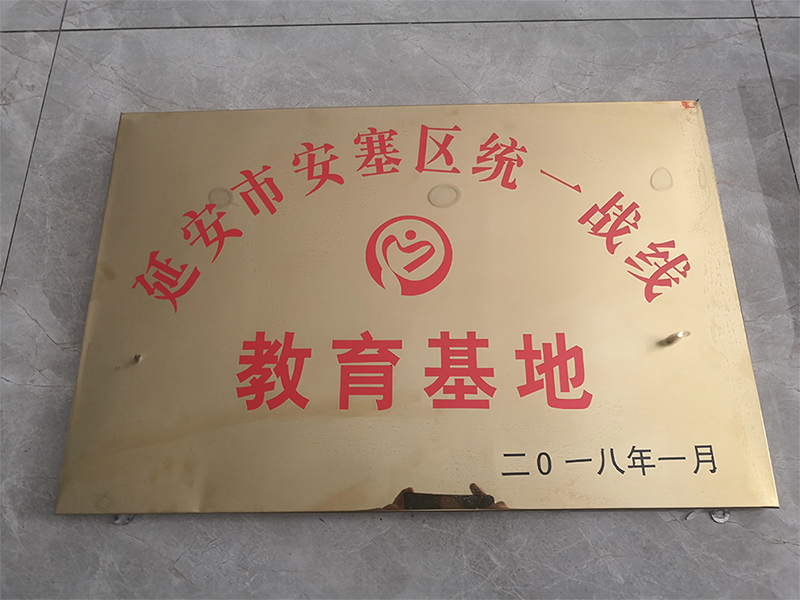 延安市安塞区统一战线
教育基地
二0一八年一月